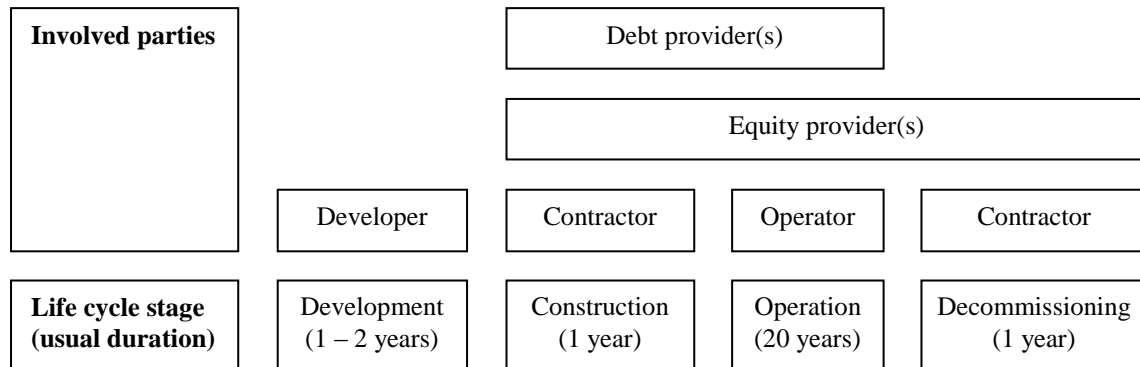 Involved parties
Debt provider(s)
Equity provider(s)
Developer
Contractor
Operator
Contractor
Life cycle stage
(usual duration)
Development
(1 – 2 years)
Construction
(1 year)
Operation
(20 years)
Decommissioning
(1 year)